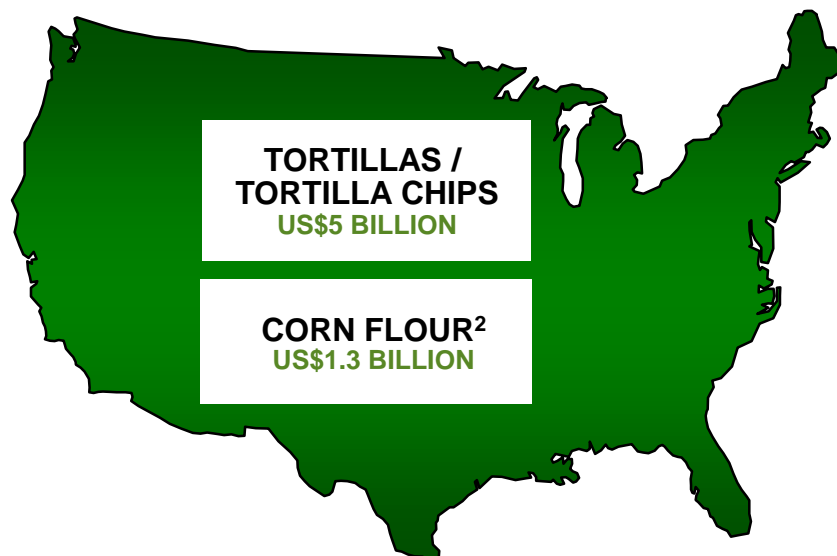 TORTILLAS /
TORTILLA CHIPS
US$5 BILLION
CORN FLOUR²
US$1.3 BILLION